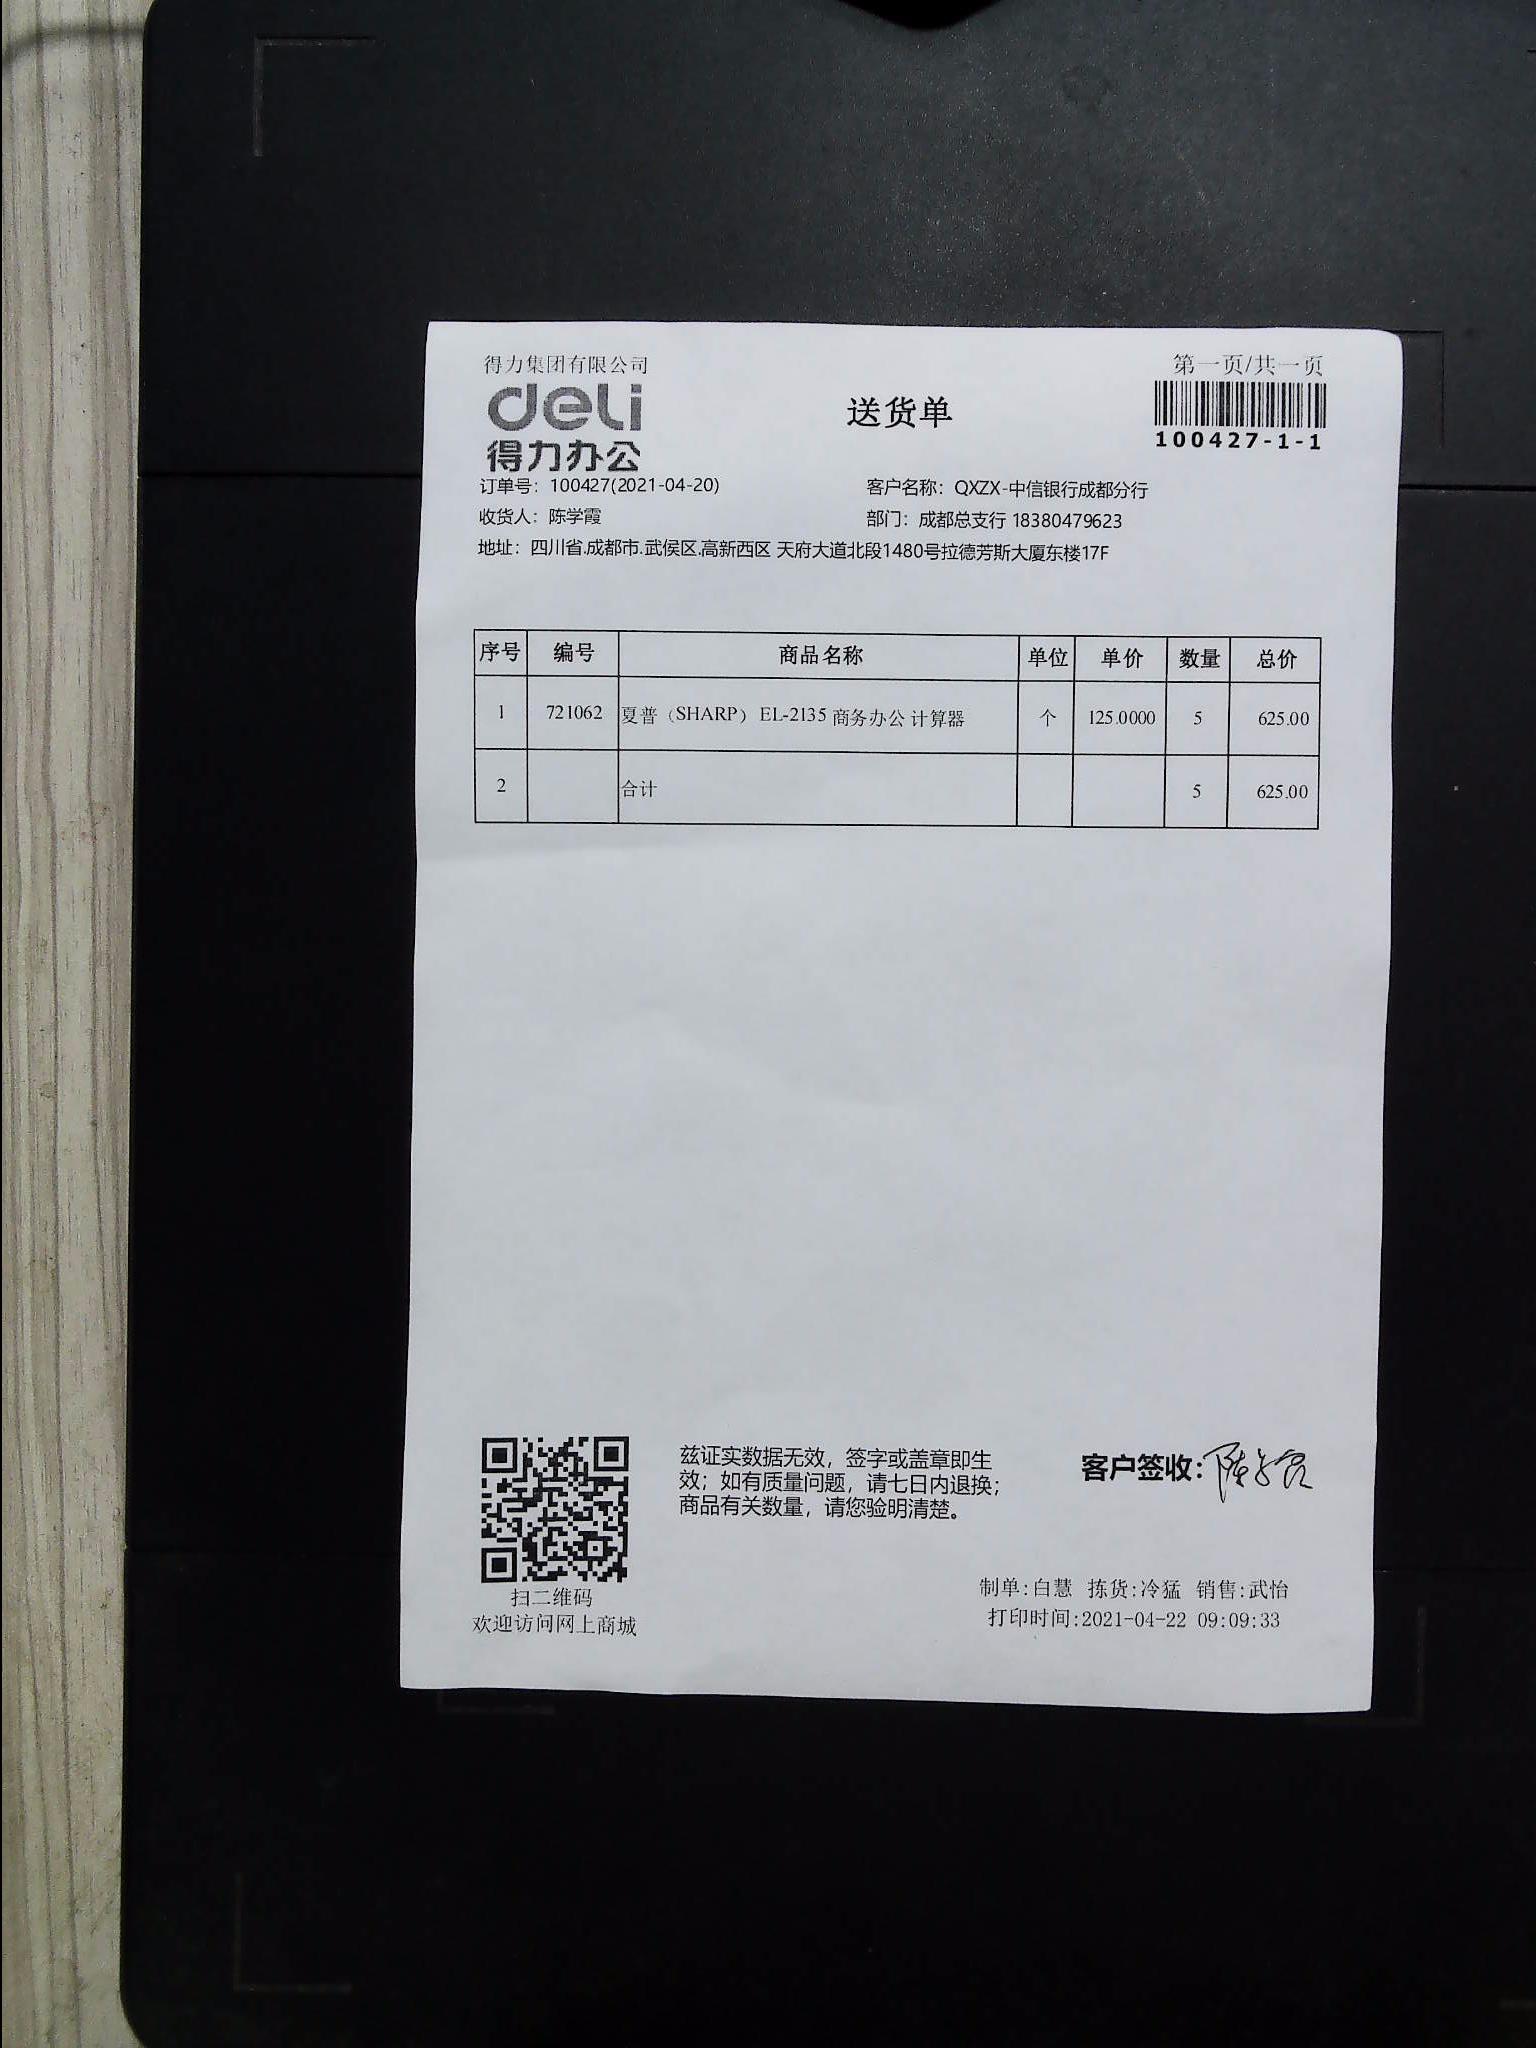 得力集团有限公司
第一页/共一页
deli
得力办公
送货单
100427-1-1
订单号：100427(2021-04-20)
客户名称：QXZX-中信银行成都分行
收货人：陈学霞
部门：成都总支行 18380479623
地址：四川省.成都市.武侯区.高新西区 天府大道北段1480号拉德芳斯大厦东楼17F
序号 编号 商品名称 单位 单价 数量 总价
1 721062 夏普（SHARP） EL-2135 商务办公 计算器 个 125.0000 5 625.00
2 合计 5 625.00
兹证实数据无效，签字或盖章即生
效；如有质量问题，请七日内退换；
商品有关数量，请您验明清楚。
客户签收：
扫二维码
欢迎访问网上商城
制单:白慧 拣货:冷猛 销售:武怡
打印时间:2021-04-22 09:09:33